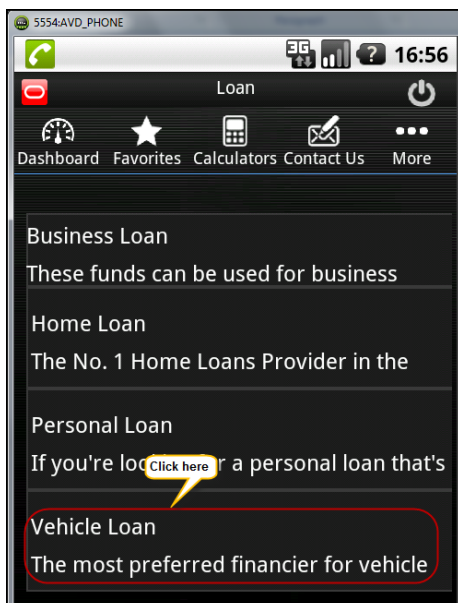 5554:AVD_PHONE
3G 16:56
Loan
Dashboard Favorites Calculators Contact Us More
Business Loan
These funds can be used for business
Home Loan
The No. 1 Home Loans Provider in the
Personal Loan
If you're for a personal loan that's
Click here
Vehicle Loan
The most preferred financier for vehicle